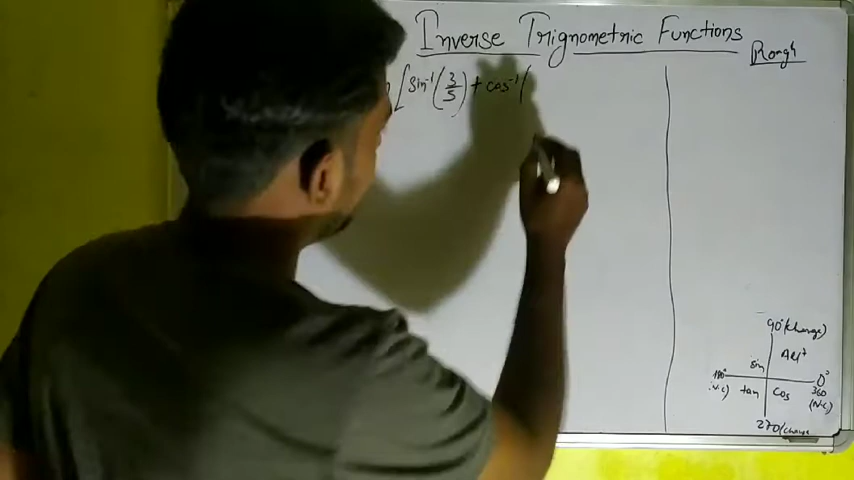 Inverse Trignometric Functions
Rough
[sin⁻¹(3/5) + cos⁻¹(
90° (change)
sin All
180° 0°
(N.C) tan cos 360
(N.C)
270 (change